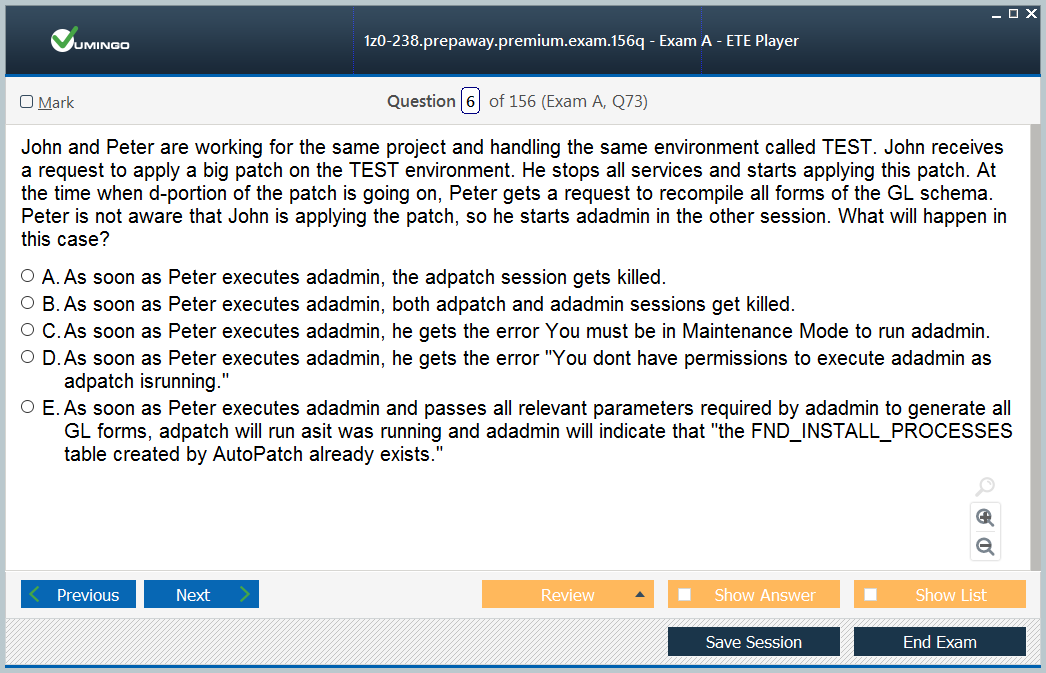 VUMINGO
1z0-238.prepaway.premium.exam.156q - Exam A - ETE Player
Mark
Question 6 of 156 (Exam A, Q73)
John and Peter are working for the same project and handling the same environment called TEST. John receives
a request to apply a big patch on the TEST environment. He stops all services and starts applying this patch. At
the time when d-portion of the patch is going on, Peter gets a request to recompile all forms of the GL schema.
Peter is not aware that John is applying the patch, so he starts adadmin in the other session. What will happen in
this case?
A. As soon as Peter executes adadmin, the adpatch session gets killed.
B. As soon as Peter executes adadmin, both adpatch and adadmin sessions get killed.
C. As soon as Peter executes adadmin, he gets the error You must be in Maintenance Mode to run adadmin.
D. As soon as Peter executes adadmin, he gets the error "You dont have permissions to execute adadmin as
adpatch isrunning."
E. As soon as Peter executes adadmin and passes all relevant parameters required by adadmin to generate all
GL forms, adpatch will run asit was running and adadmin will indicate that "the FND_INSTALL_PROCESSES
table created by AutoPatch already exists."
Previous
Next
Review
Show Answer
Show List
Save Session
End Exam